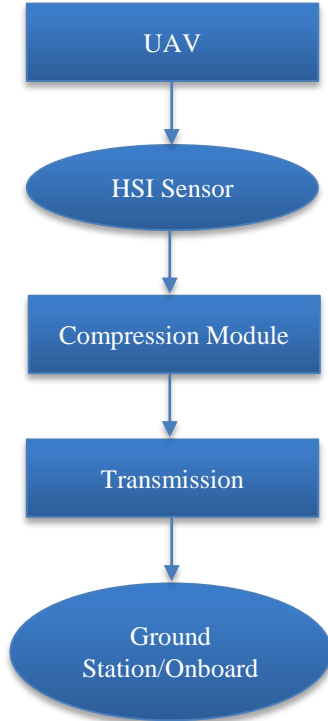 UAV
HSI Sensor
Compression Module
Transmission
Ground
Station/Onboard